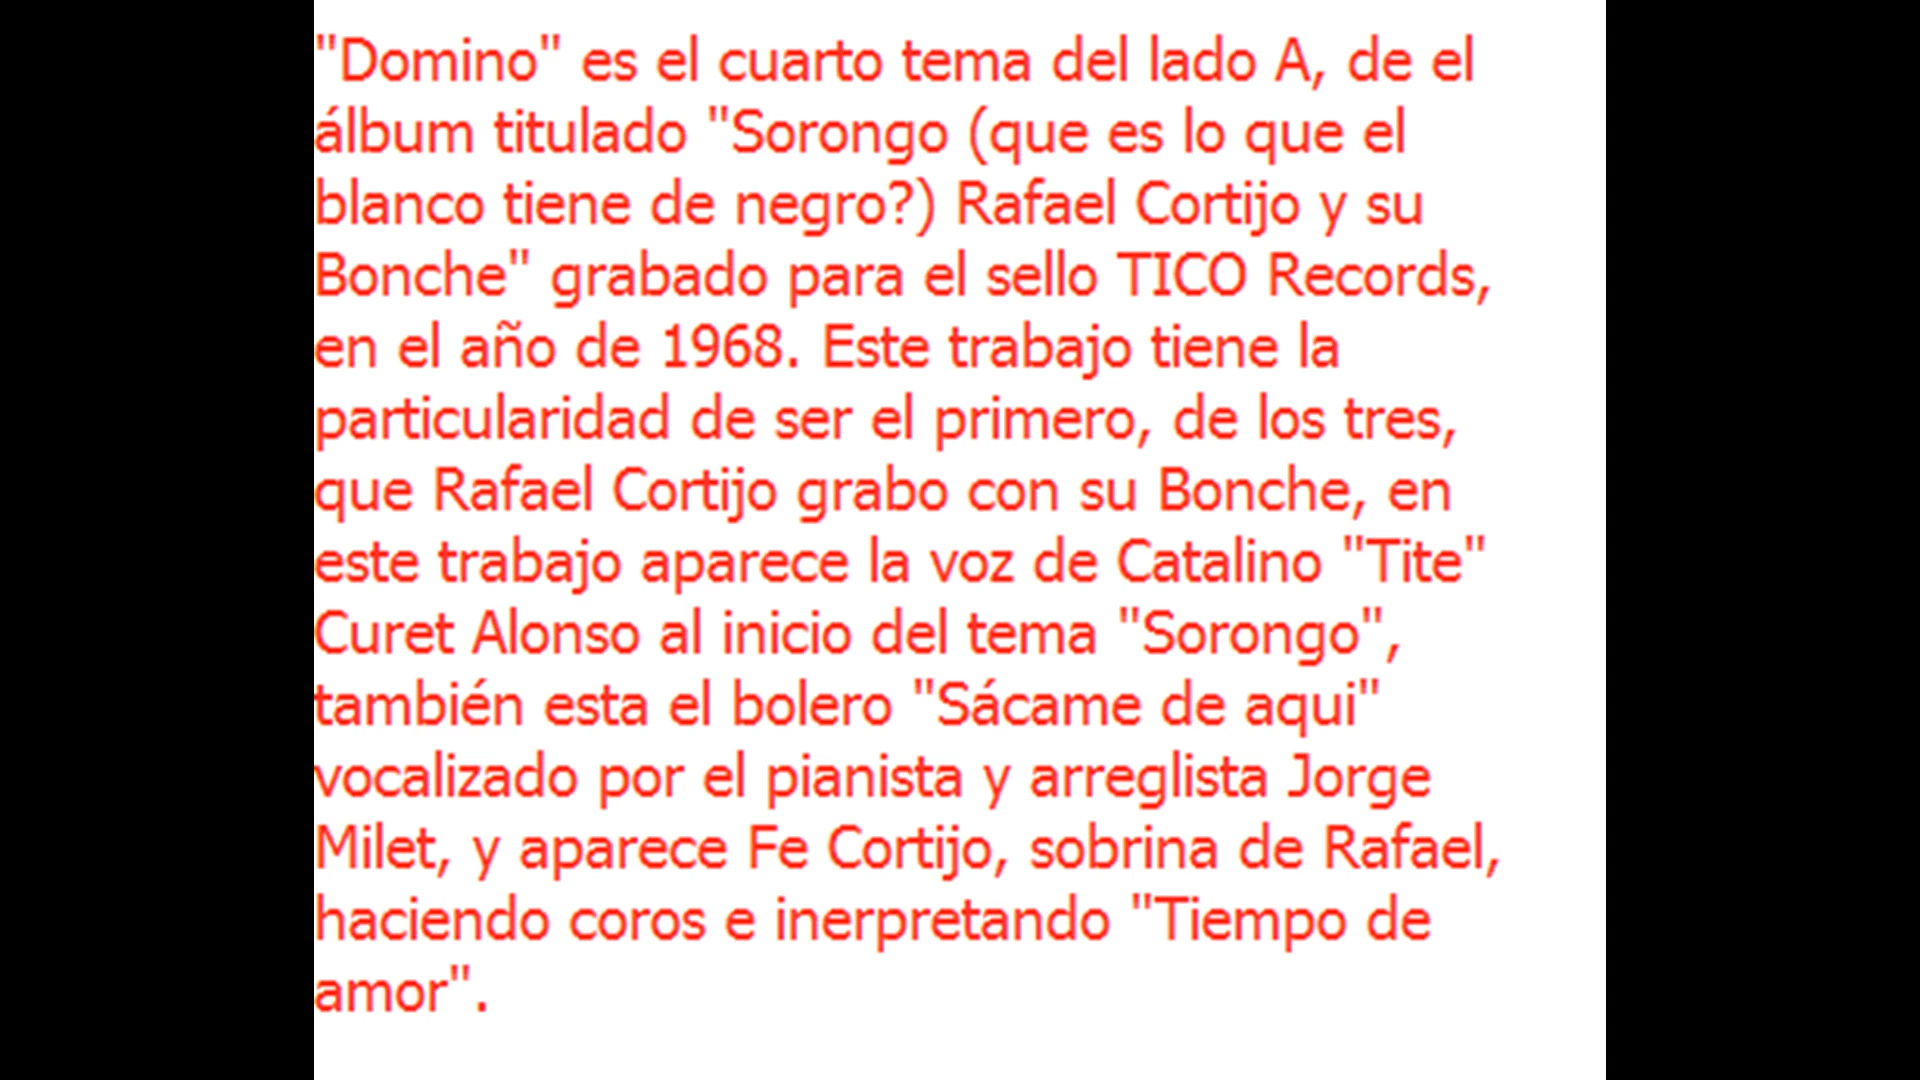 "Domino" es el cuarto tema del lado A, de el
álbum titulado "Sorongo (que es lo que el
blanco tiene de negro?) Rafael Cortijo y su
Bonche" grabado para el sello TICO Records,
en el año de 1968. Este trabajo tiene la
particularidad de ser el primero, de los tres,
que Rafael Cortijo grabo con su Bonche, en
este trabajo aparece la voz de Catalino "Tite"
Curet Alonso al inicio del tema "Sorongo",
también esta el bolero "Sácame de aqui"
vocalizado por el pianista y arreglista Jorge
Milet, y aparece Fe Cortijo, sobrina de Rafael,
haciendo coros e inerpretando "Tiempo de
amor".